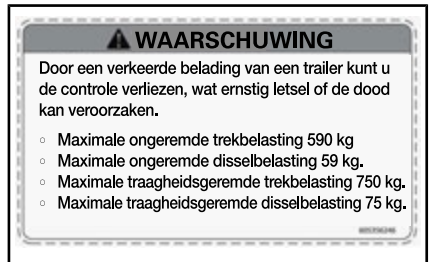 WAARSCHUWING
Door een verkeerde belading van een trailer kunt u
de controle verliezen, wat ernstig letsel of de dood
kan veroorzaken.
○ Maximale ongeremde trekbelasting 590 kg
○ Maximale ongeremde disselbelasting 59 kg.
○ Maximale traagheidsgeremde trekbelasting 750 kg.
○ Maximale traagheidsgeremde disselbelasting 75 kg.